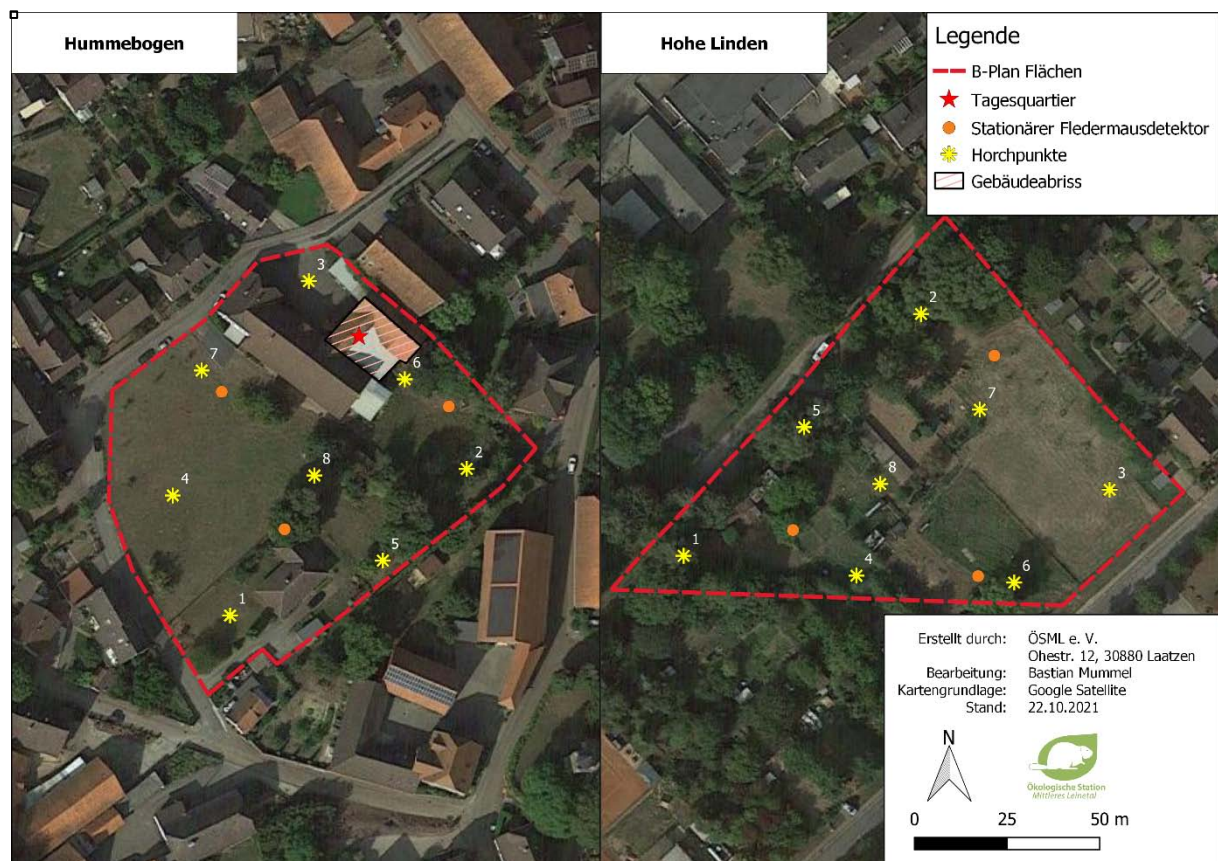 Hummebogen
Hohe Linden
Legende
B-Plan Flächen
Tagesquartier
Stationärer Fledermausdetektor
Horchpunkte
Gebäudeabriss
3
7
6
2
8
4
5
1
2
5
7
8
3
1
4
6
Erstellt durch: ÖSML e. V.
Ohestr. 12, 30880 Laatzen
Bearbeitung: Bastian Mummel
Kartengrundlage: Google Satellite
Stand: 22.10.2021
N
Ökologische Station
Mittleres Leinetal
0 25 50 m